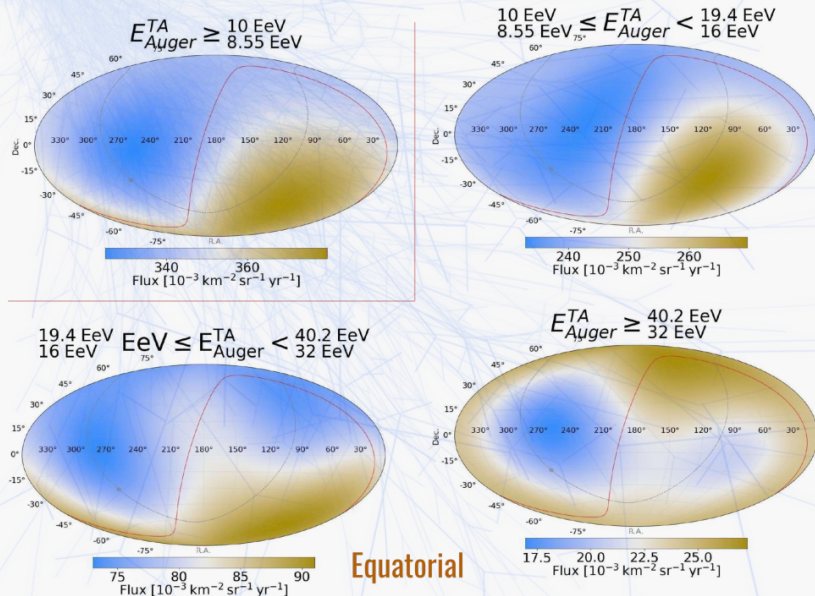 E^TA_Auger ≥ 10 EeV 8.55 EeV
75°
60°
45°
30°
15°
0°
-15°
-30°
-45°
-60°
-75°
330° 300° 270° 240° 210° 180° 150° 120° 90° 60° 30°
Dec.
R.A.
340 360
Flux [10⁻³ km⁻² sr⁻¹ yr⁻¹]
10 EeV 8.55 EeV ≤ E^TA_Auger < 19.4 EeV 16 EeV
75°
60°
45°
30°
15°
0°
-15°
-30°
-45°
-60°
-75°
330° 300° 270° 240° 210° 180° 150° 120° 90° 60° 30°
Dec.
R.A.
240 250 260
Flux [10⁻³ km⁻² sr⁻¹ yr⁻¹]
19.4 EeV 16 EeV EeV ≤ E^TA_Auger < 40.2 EeV 32 EeV
75°
60°
45°
30°
15°
0°
-15°
-30°
-45°
-60°
-75°
330° 300° 270° 240° 210° 180° 150° 120° 90° 60° 30°
R.A.
75 80 85 90
Flux [10⁻³ km⁻² sr⁻¹ yr⁻¹]
E^TA_Auger ≥ 40.2 EeV 32 EeV
60°
45°
30°
15°
0°
-15°
-30°
-45°
-60°
-75°
330° 300° 270° 240° 210° 180° 150° 120° 90° 60° 30°
Dec.
R.A.
17.5 20.0 22.5 25.0
Flux [10⁻³ km⁻² sr⁻¹ yr⁻¹]
Equatorial